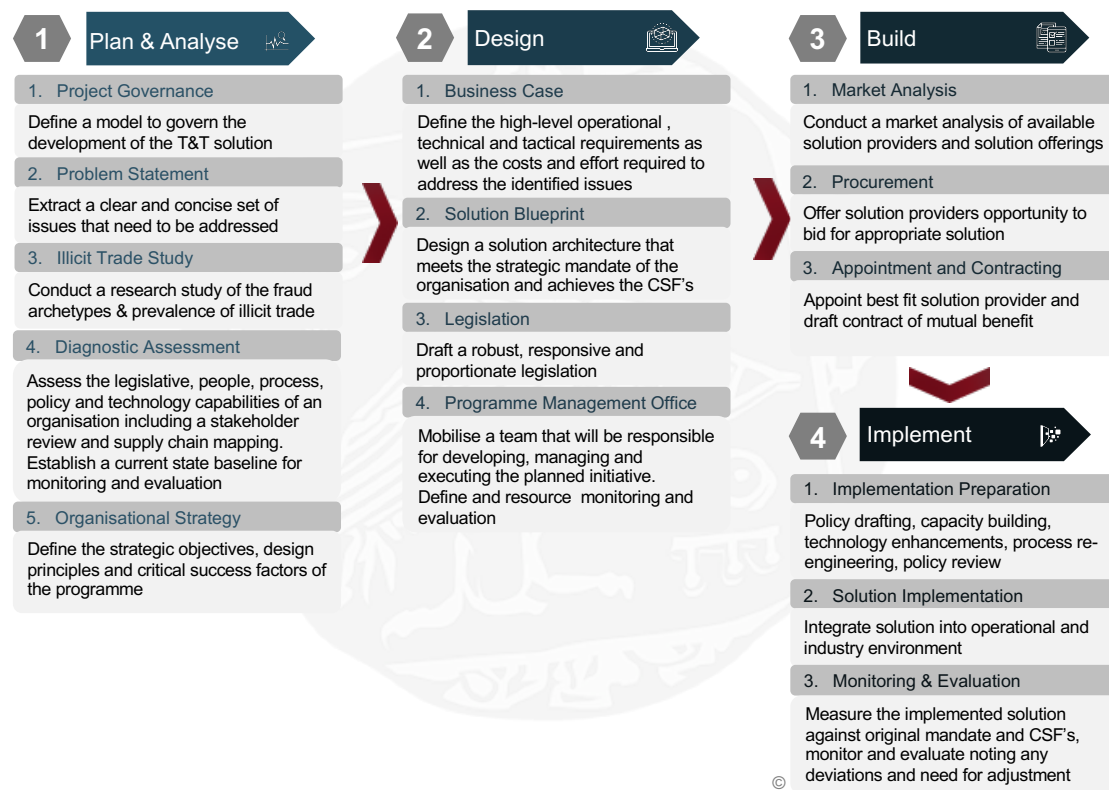 1
Plan & Analyse
1. Project Governance
Define a model to govern the
development of the T&T solution
2. Problem Statement
Extract a clear and concise set of
issues that need to be addressed
3. Illicit Trade Study
Conduct a research study of the fraud
archetypes & prevalence of illicit trade
4. Diagnostic Assessment
Assess the legislative, people, process,
policy and technology capabilities of an
organisation including a stakeholder
review and supply chain mapping.
Establish a current state baseline for
monitoring and evaluation
5. Organisational Strategy
Define the strategic objectives, design
principles and critical success factors of
the programme
2
Design
1. Business Case
Define the high-level operational ,
technical and tactical requirements as
well as the costs and effort required to
address the identified issues
2. Solution Blueprint
Design a solution architecture that
meets the strategic mandate of the
organisation and achieves the CSF's
3. Legislation
Draft a robust, responsive and
proportionate legislation
4. Programme Management Office
Mobilise a team that will be responsible
for developing, managing and
executing the planned initiative.
Define and resource monitoring and
evaluation
3
Build
1. Market Analysis
Conduct a market analysis of available
solution providers and solution offerings
2. Procurement
Offer solution providers opportunity to
bid for appropriate solution
3. Appointment and Contracting
Appoint best fit solution provider and
draft contract of mutual benefit
4
Implement
1. Implementation Preparation
Policy drafting, capacity building,
technology enhancements, process re-
engineering, policy review
2. Solution Implementation
Integrate solution into operational and
industry environment
3. Monitoring & Evaluation
Measure the implemented solution
against original mandate and CSF's,
monitor and evaluate noting any
deviations and need for adjustment
©